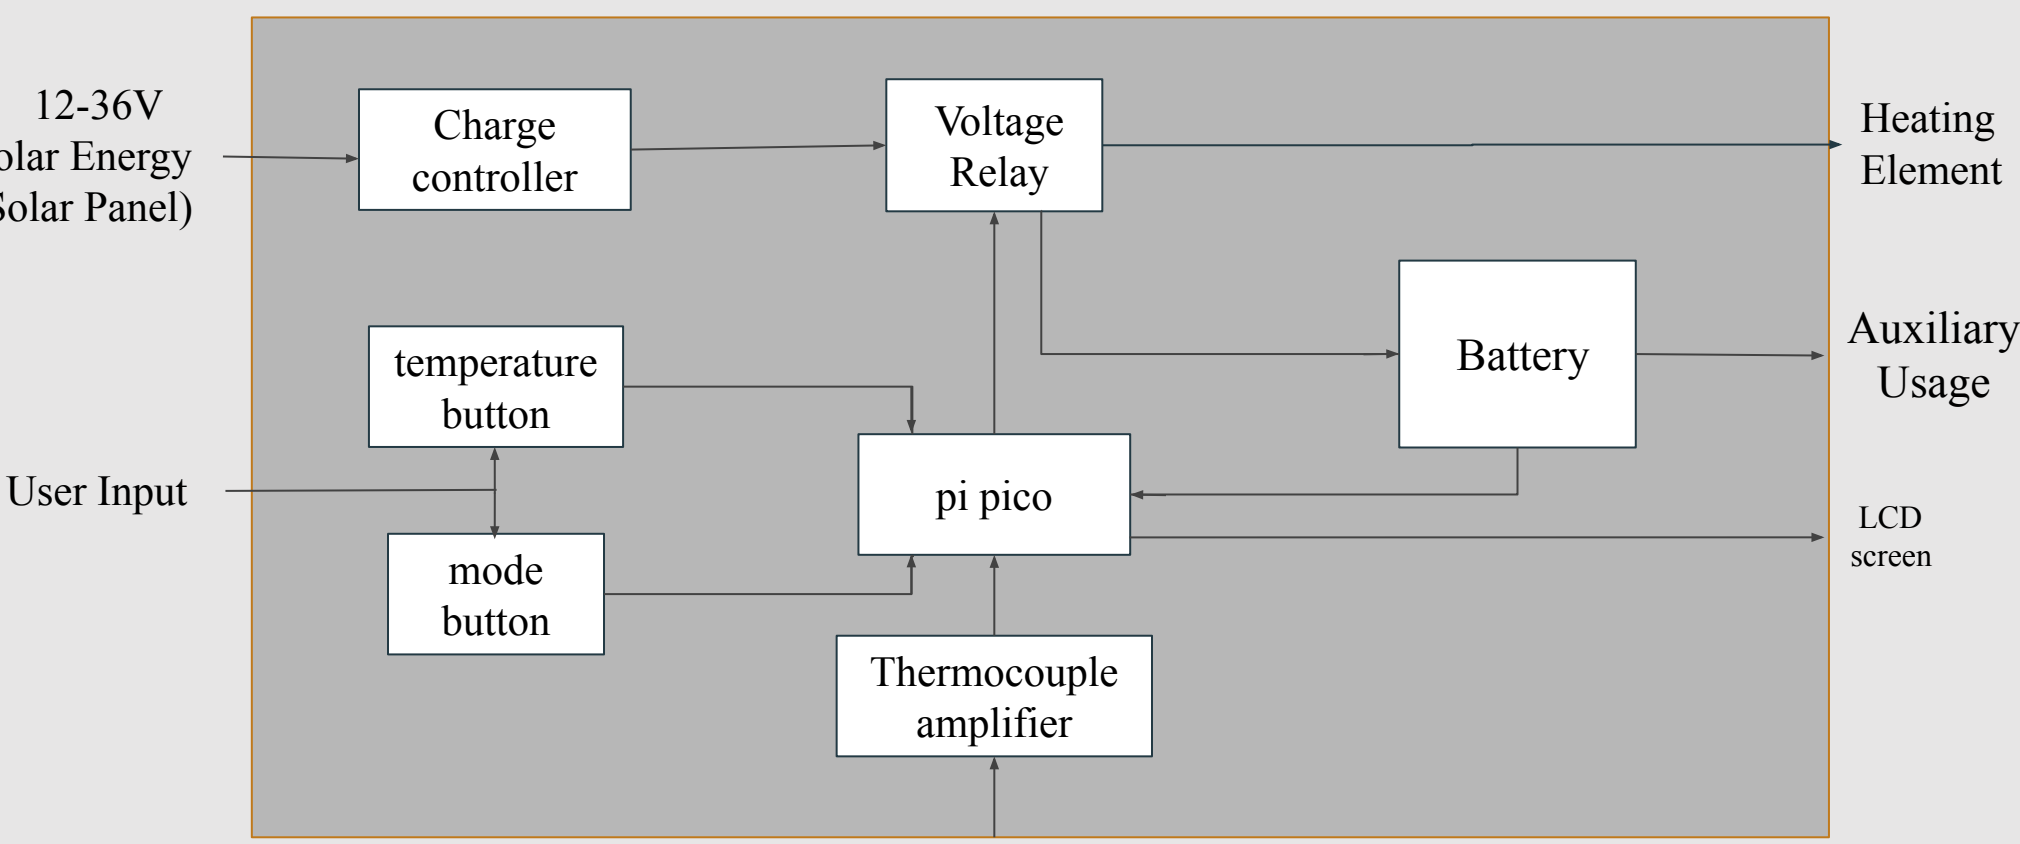 12-36V
olar Energy
Solar Panel)
Charge
controller
Voltage
Relay
Heating
Element
temperature
button
Battery
Auxiliary
Usage
User Input
pi pico
LCD
screen
mode
button
Thermocouple
amplifier